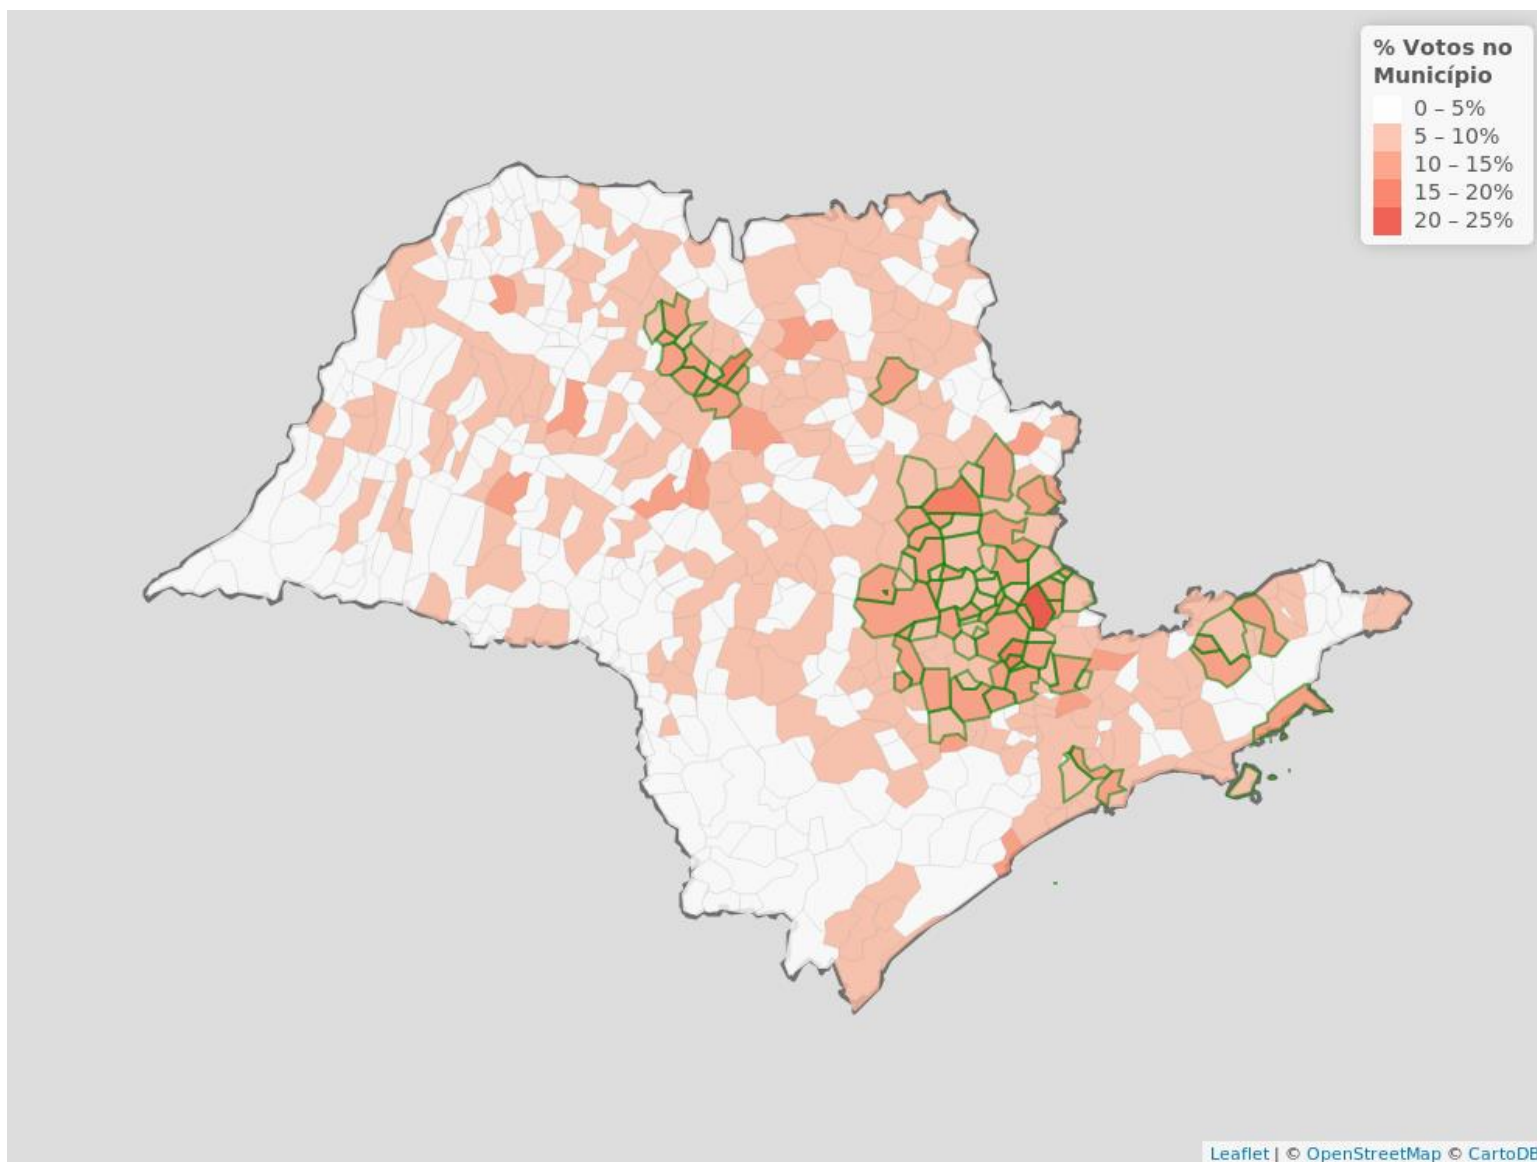 % Votos no
Município
0 – 5%
5 – 10%
10 – 15%
15 – 20%
20 – 25%
Leaflet | © OpenStreetMap © CartoDB